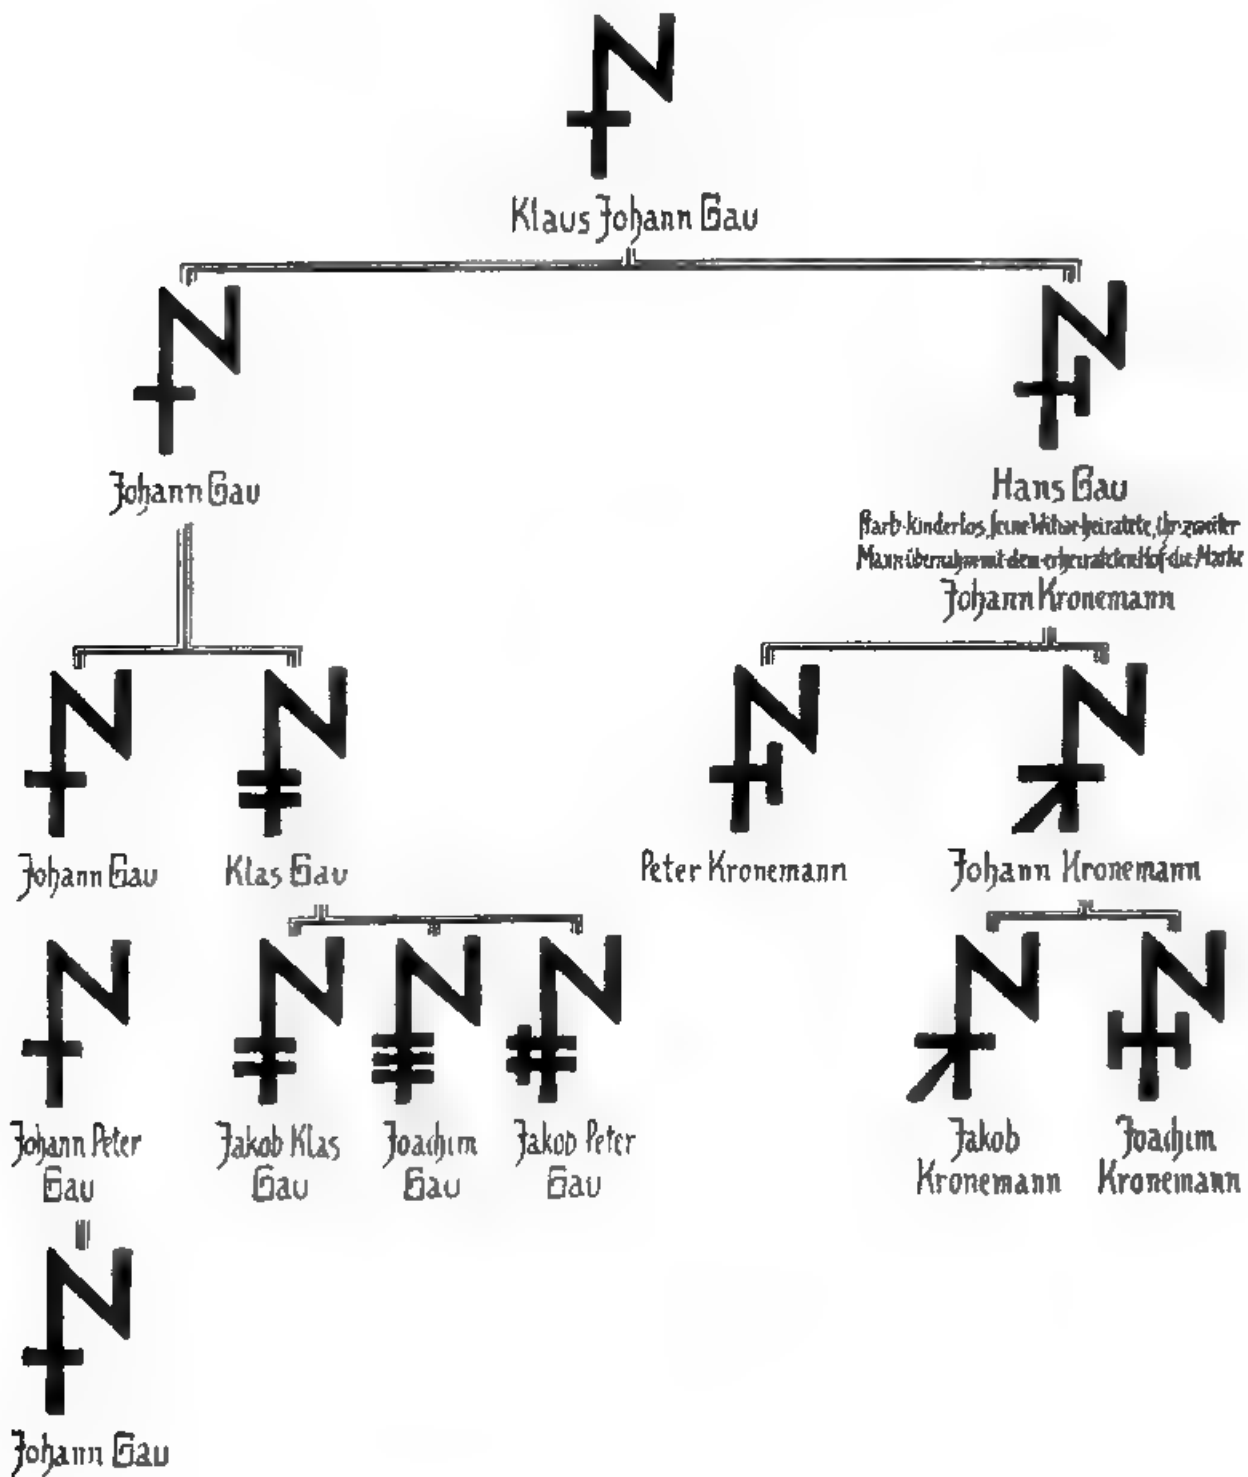 Klaus Johann Gau
Johann Gau
Hans Gau
starb kinderlos, seine Witwe heiratete, ihr zweiter
Mann übernahm mit dem erheirateten Hof die Marke
Johann Kronemann
Johann Gau
Klas Gau
Peter Kronemann
Johann Kronemann
Johann Peter
Gau
Jakob Klas
Gau
Joachim
Gau
Jakob Peter
Gau
Jakob
Kronemann
Joachim
Kronemann
Johann Gau